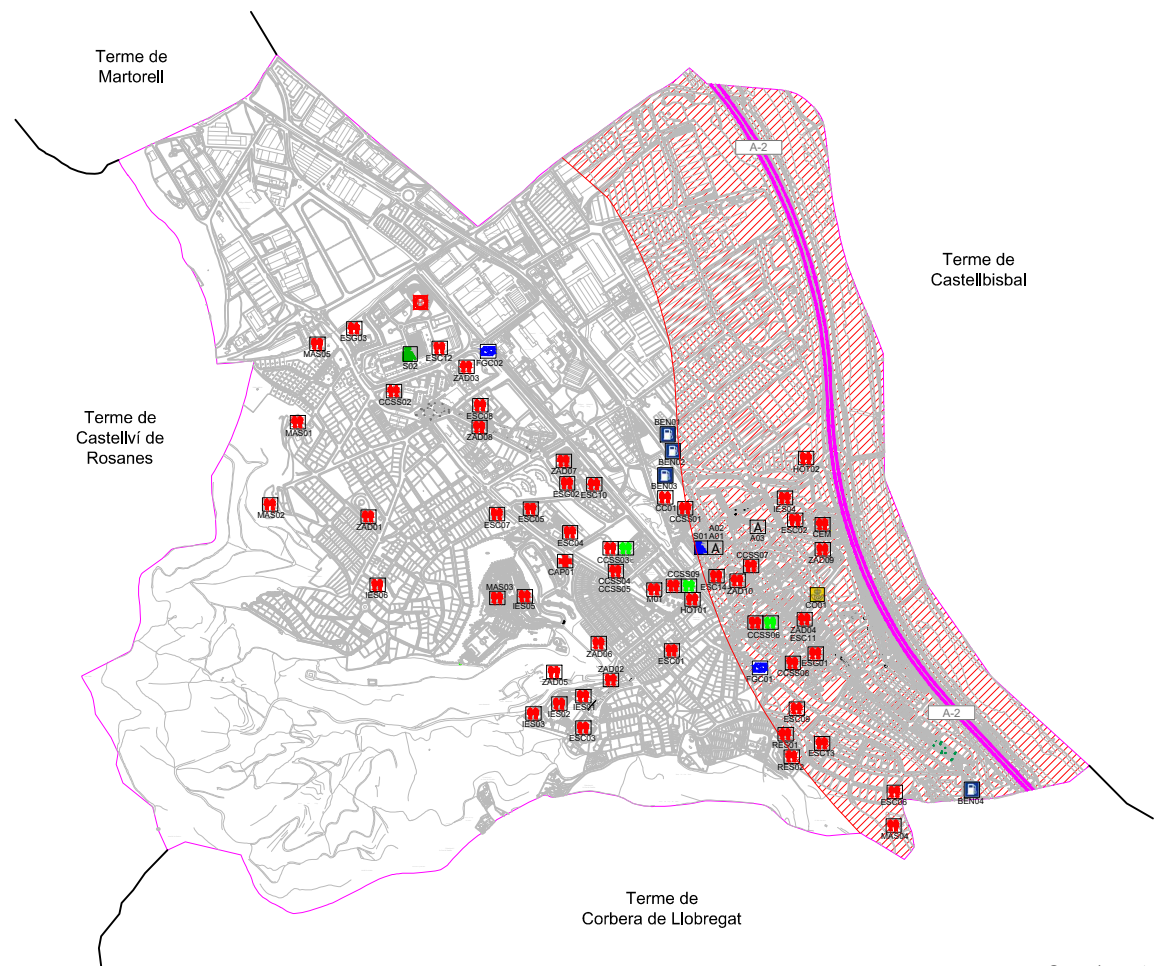 Terme de
Martorell
A-2
Terme de
Castellbisbal
ESG03
MAS05
S02
ESC12
FGC02
ZAD03
CCSS02
ESC08
ZAD08
Terme de
Castellví de
Rosanes
MAS01
BEN01
BEN02
BEN03
HOT02
ZAD07
ESG02
ESC10
CC01
CCSS01
IES04
ESC02
CEM
MAS02
ZAD01
ESC07
ESC05
ESC04
A02
S01 A01
A03
ZAD09
CCSS03
CAP01
CCSS04
CCSS05
CCSS07
ESC14
ZAD10
IES06
MAS03
IES05
M01
CCSS09
HOT01
CO01
CCSS06
ZAD04
ESC11
ZAD06
ESC01
ESG01
CCSS08
FGC01
ZAD05
ZAD02
IES01
IES02
IES03
ESC03
ESC09
A-2
RES01
RES02
ESC13
ESC06
BEN04
MAS04
Terme de
Corbera de Llobregat